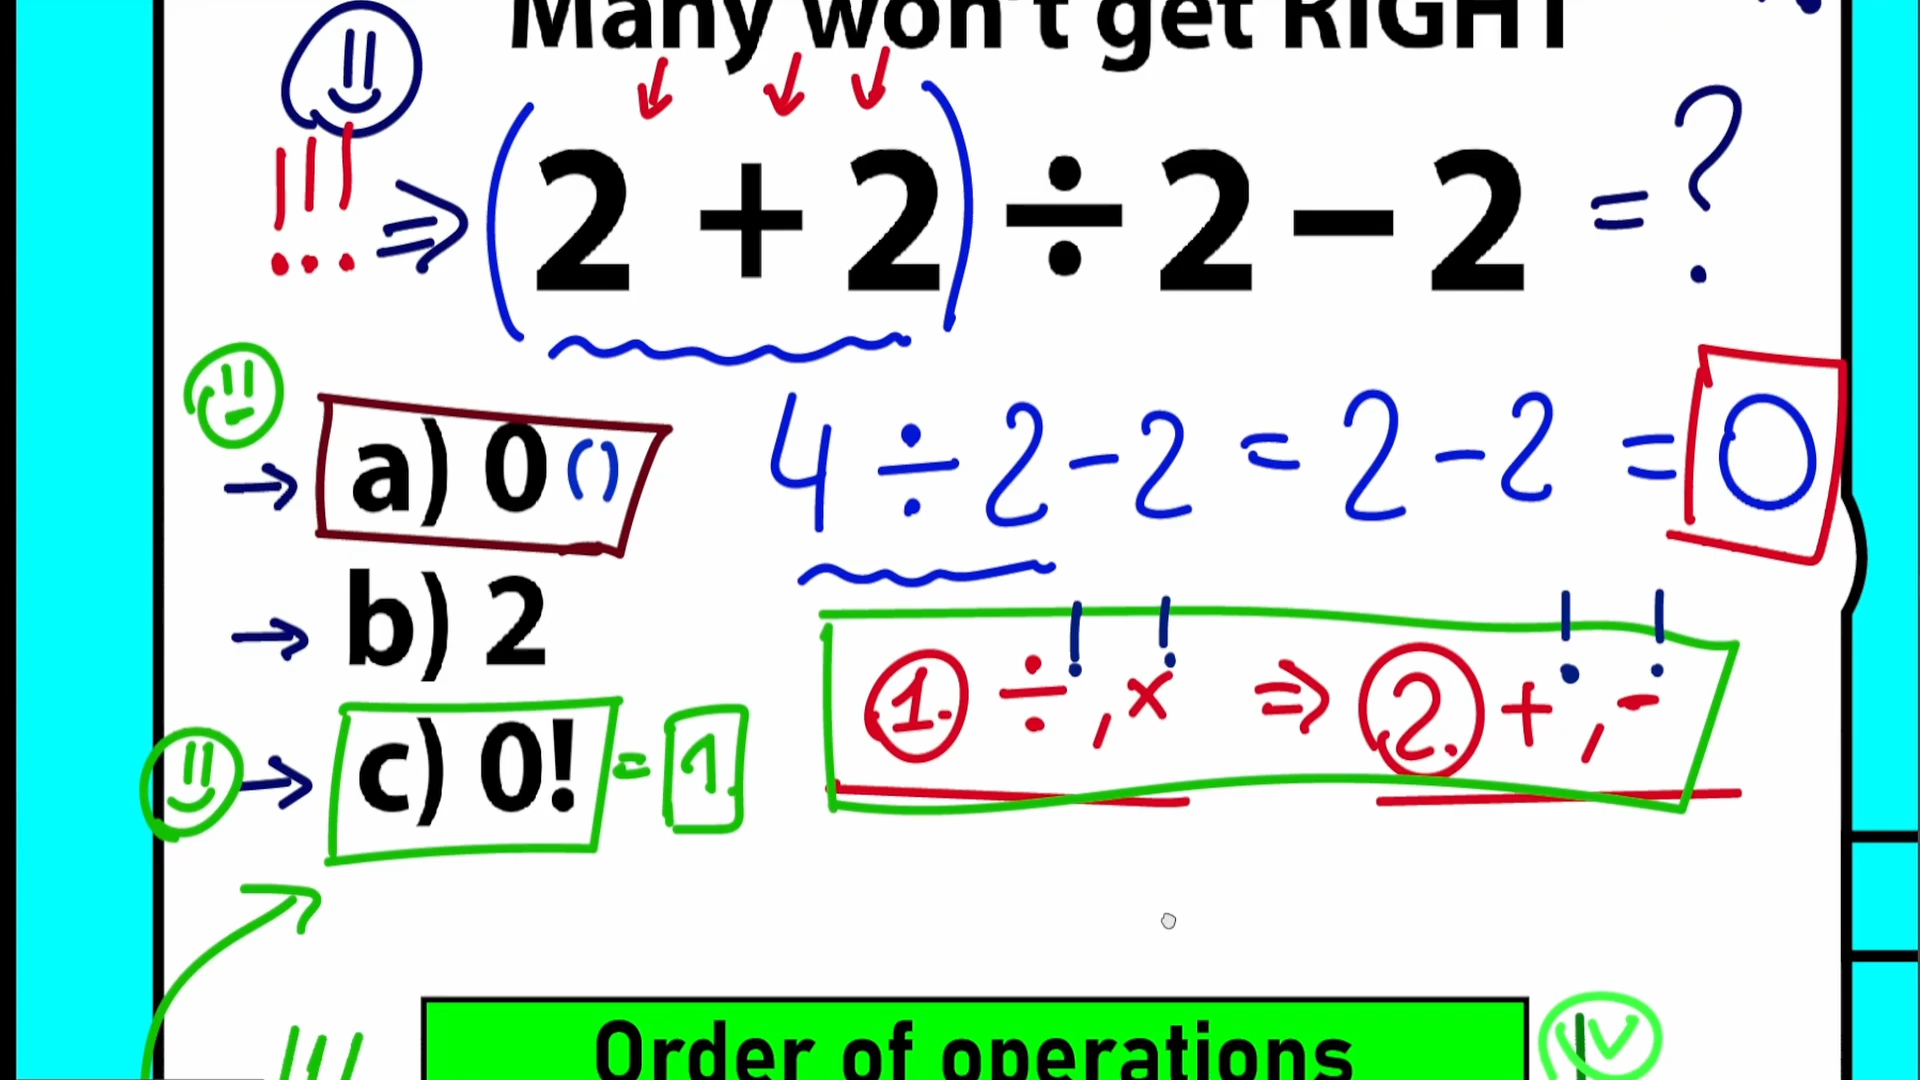 Many won't get RIGHT
!!! ⇒ (2 + 2) ÷ 2 − 2 = ?
→ a) 0 ()
4 ÷ 2 - 2 = 2 - 2 = 0
→ b) 2
1. ÷, x ⇒ 2. +, -
! ! ! !
→ c) 0! = 1
Order of operations